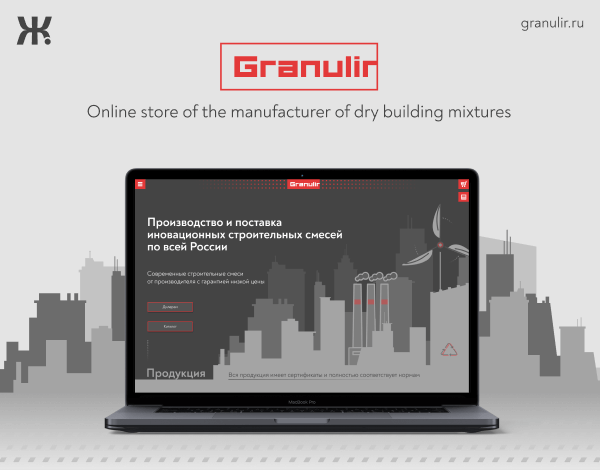 Ж.
granulir.ru
Granulir
Online store of the manufacturer of dry building mixtures
Granulir
Производство и поставка
иновационных строительных смесей
по всей России
Современные строительные смеси
от производителя с гарантией низкой цены
Каталог
Продукция
Вся продукция имеет сертификаты и полностью соответствует нормам
MacBook Pro